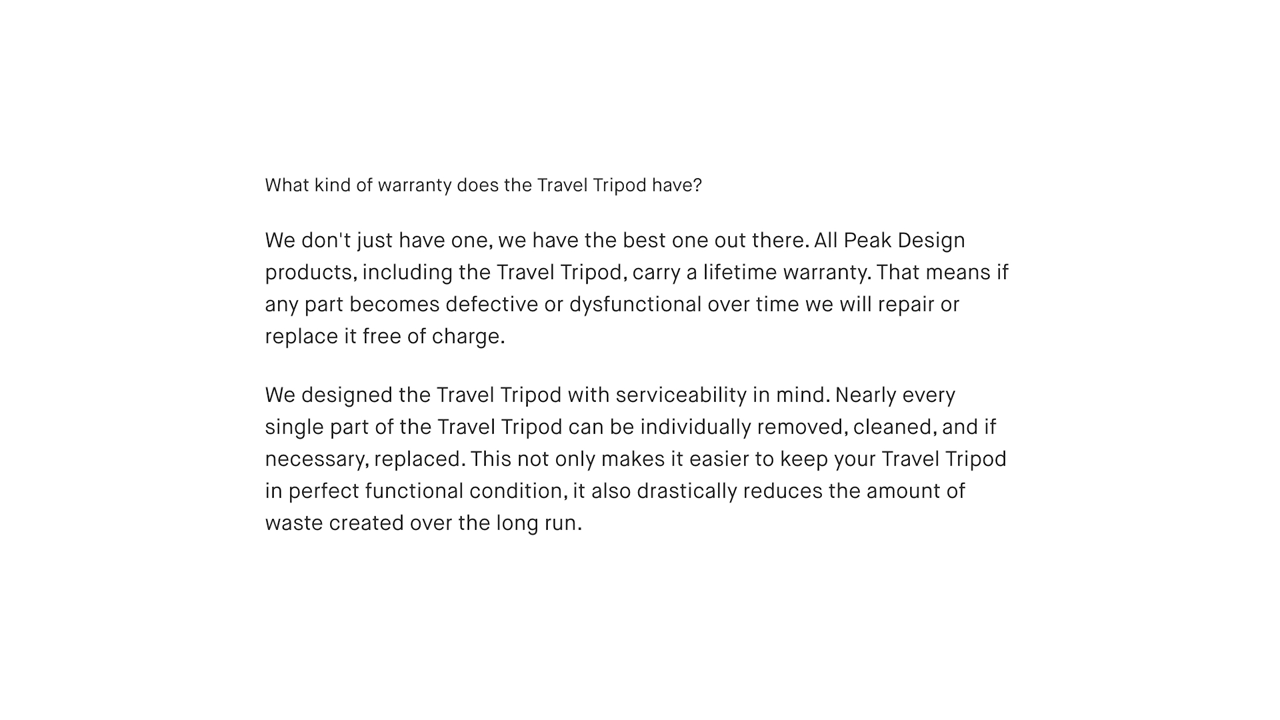 What kind of warranty does the Travel Tripod have?
We don't just have one, we have the best one out there. All Peak Design
products, including the Travel Tripod, carry a lifetime warranty. That means if
any part becomes defective or dysfunctional over time we will repair or
replace it free of charge.
We designed the Travel Tripod with serviceability in mind. Nearly every
single part of the Travel Tripod can be individually removed, cleaned, and if
necessary, replaced. This not only makes it easier to keep your Travel Tripod
in perfect functional condition, it also drastically reduces the amount of
waste created over the long run.